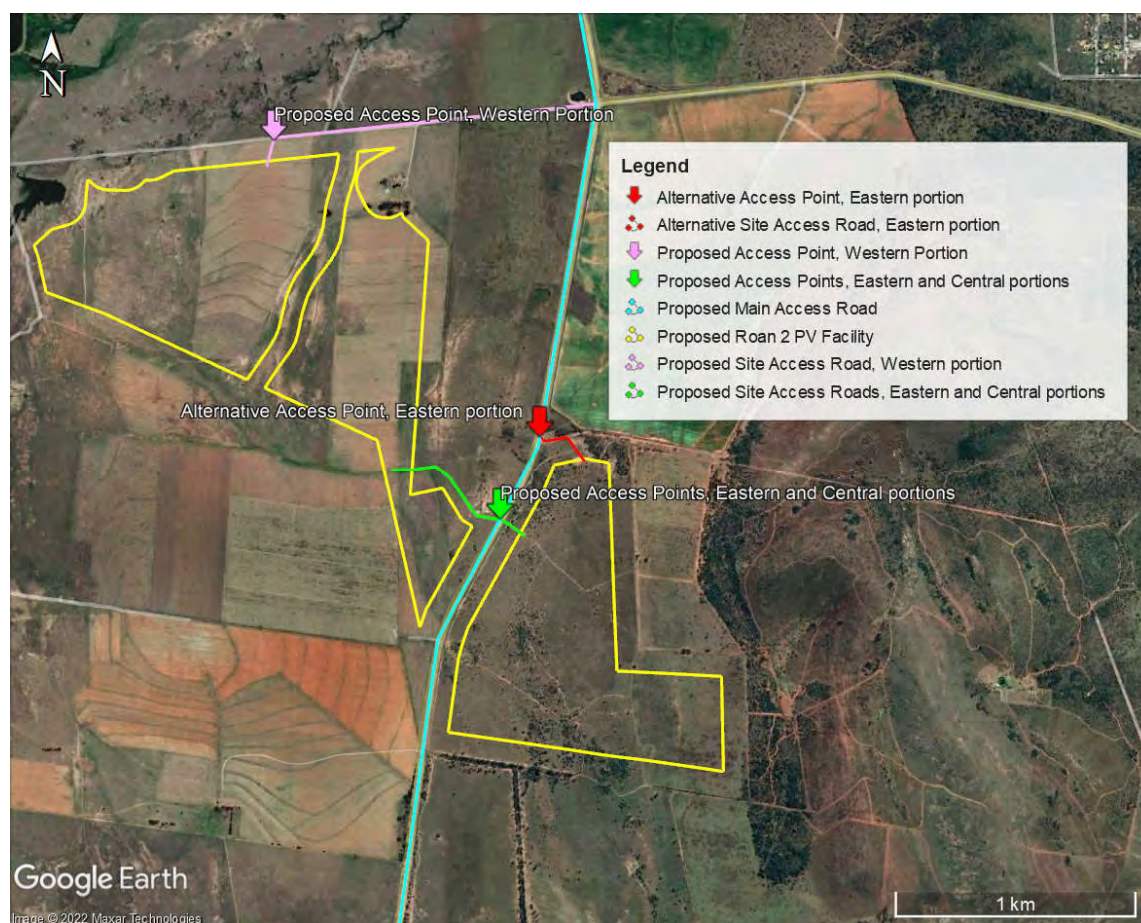 N
Proposed Access Point, Western Portion
Legend
Alternative Access Point, Eastern portion
Alternative Site Access Road, Eastern portion
Proposed Access Point, Western Portion
Proposed Access Points, Eastern and Central portions
Proposed Main Access Road
Proposed Roan 2 PV Facility
Proposed Site Access Road, Western portion
Proposed Site Access Roads, Eastern and Central portions
Alternative Access Point, Eastern portion
Proposed Access Points, Eastern and Central portions
Google Earth
Image © 2022 Maxar Technologies
1 km